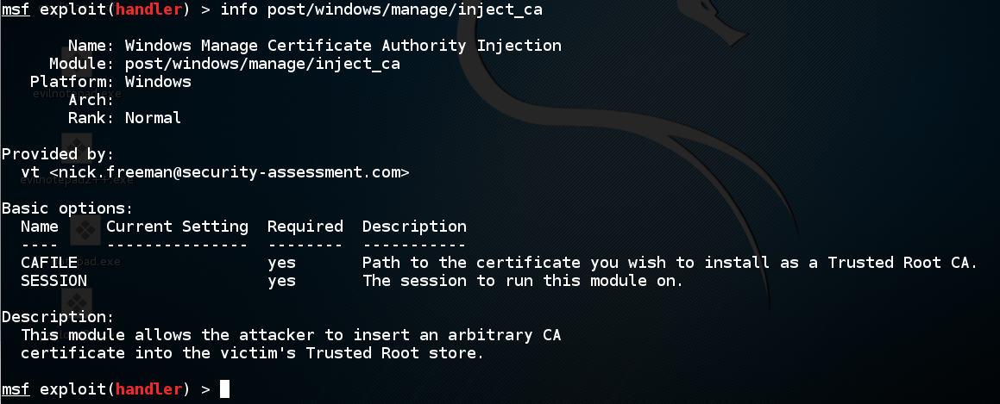 msf exploit(handler) > info post/windows/manage/inject_ca
Name: Windows Manage Certificate Authority Injection
Module: post/windows/manage/inject_ca
Platform: Windows
Arch:
Rank: Normal
Provided by:
vt <nick.freeman@security-assessment.com>
Basic options:
Name Current Setting Required Description
---- --------------- -------- -----------
CAFILE yes Path to the certificate you wish to install as a Trusted Root CA.
SESSION yes The session to run this module on.
Description:
This module allows the attacker to insert an arbitrary CA
certificate into the victim's Trusted Root store.
msf exploit(handler) >